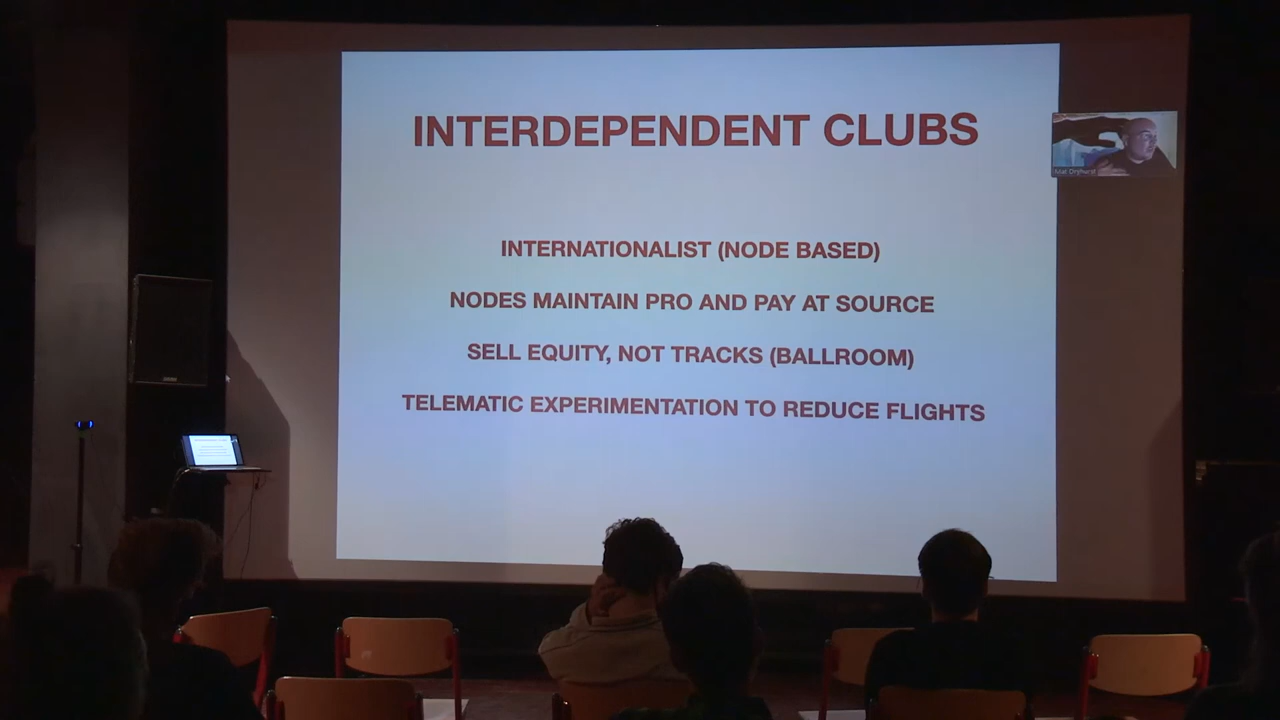 INTERDEPENDENT CLUBS
INTERNATIONALIST (NODE BASED)
NODES MAINTAIN PRO AND PAY AT SOURCE
SELL EQUITY, NOT TRACKS (BALLROOM)
TELEMATIC EXPERIMENTATION TO REDUCE FLIGHTS